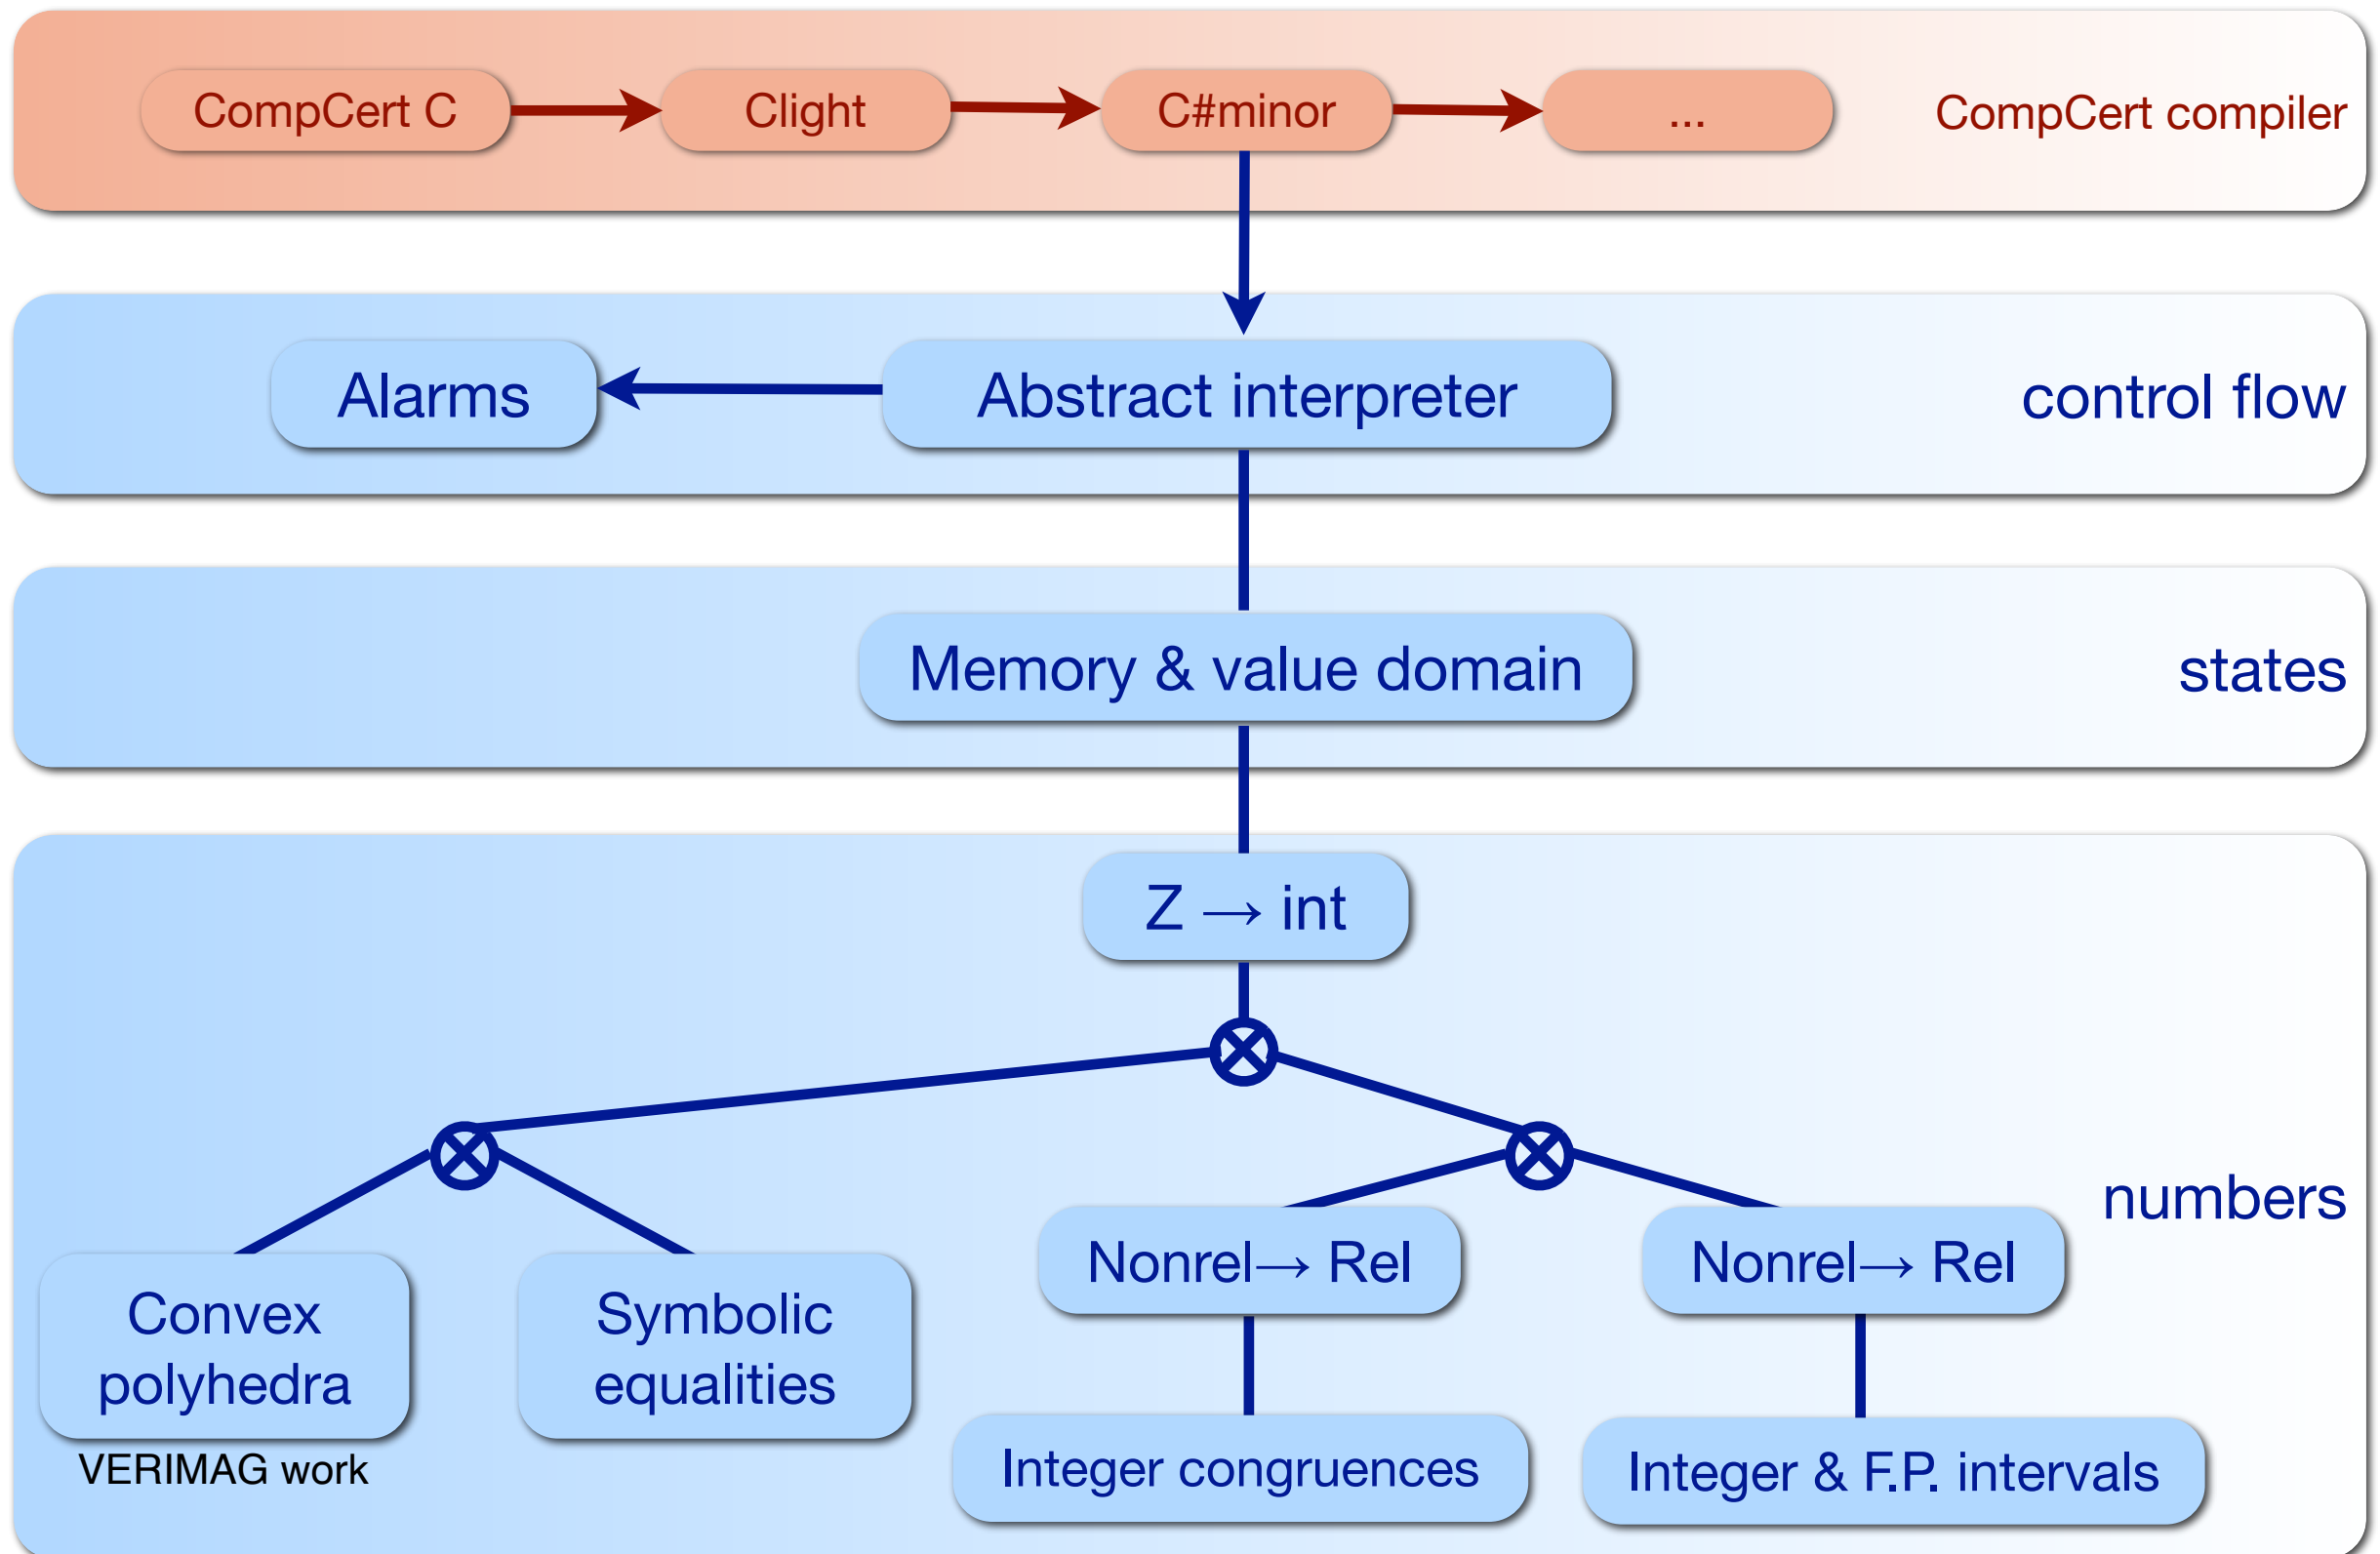 CompCert C
Clight
C#minor
...
CompCert compiler
Alarms
Abstract interpreter
control flow
Memory & value domain
states
Z → int
numbers
Nonrel→ Rel
Nonrel→ Rel
Convex
polyhedra
Symbolic
equalities
VERIMAG work
Integer congruences
Integer & F.P. intervals